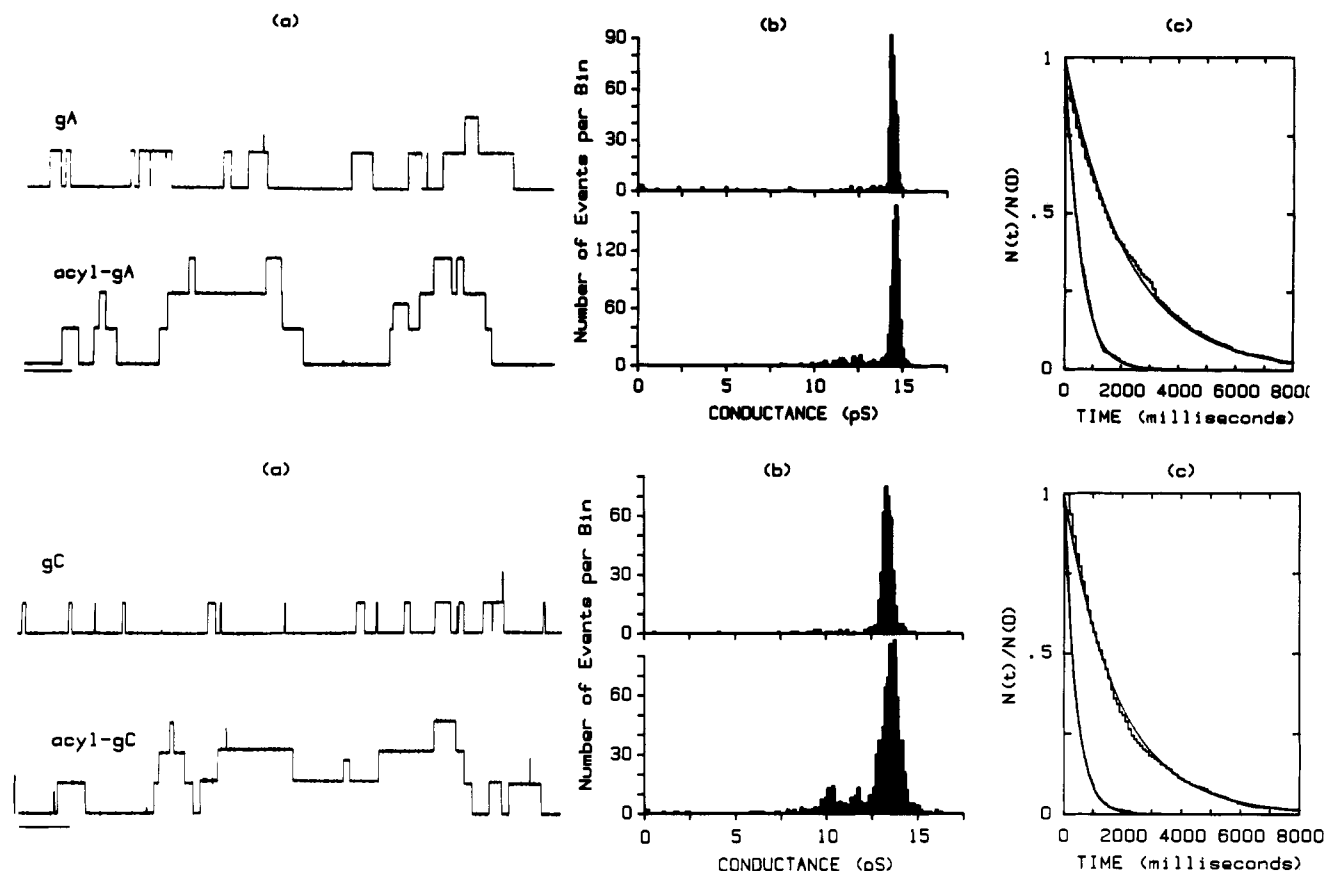 (a)
(b)
(c)
gA
acyl-gA
Number of Events per Bin
90
60
30
0
120
60
0
0 5 10 15
CONDUCTANCE (pS)
N(t)/N(0)
1
.5
0
0 2000 4000 6000 800
TIME (milliseconds)
(a)
(b)
(c)
gC
acyl-gC
Number of Events per Bin
60
30
0
60
30
0
0 5 10 15
CONDUCTANCE (pS)
N(t)/N(0)
1
.5
0
0 2000 4000 6000 8000
TIME (milliseconds)